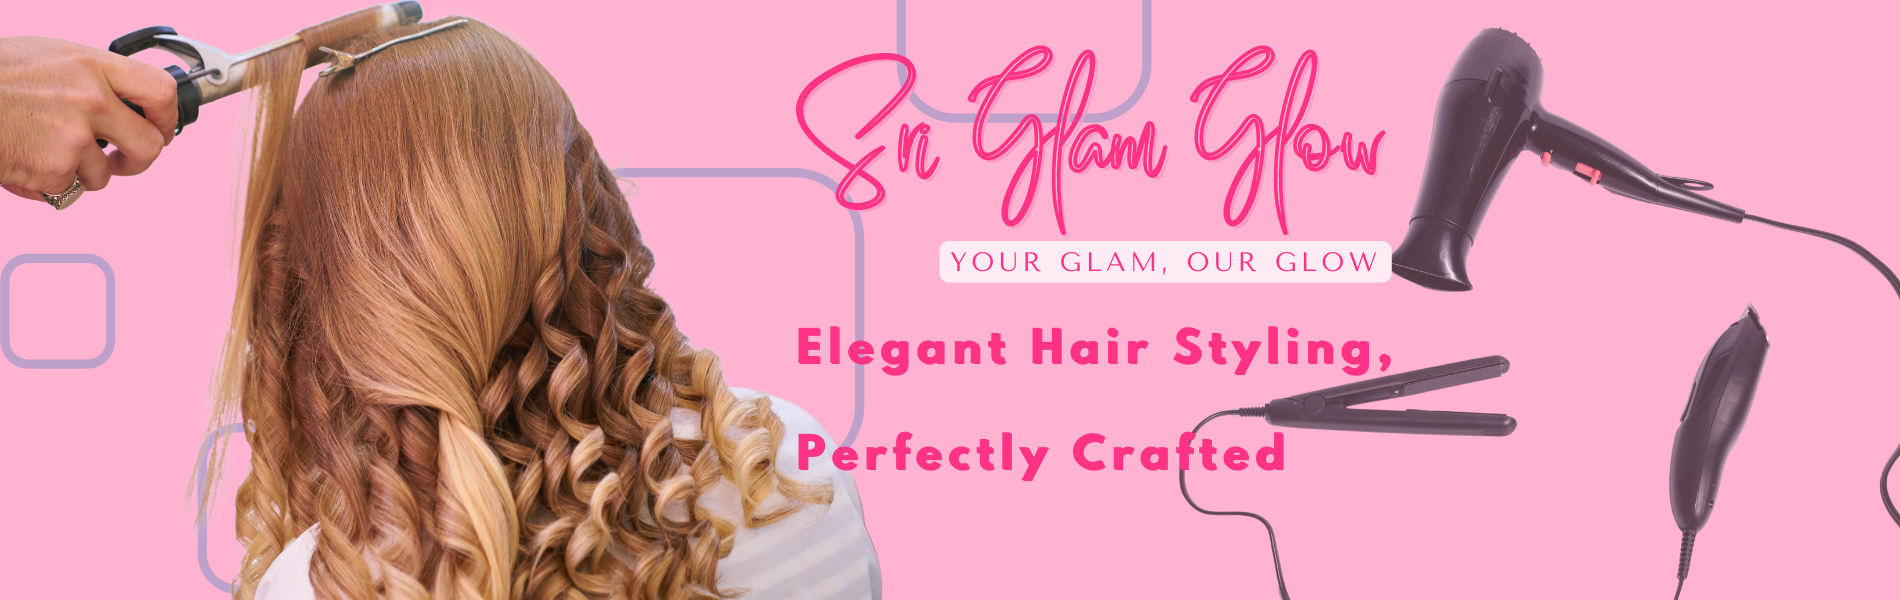 Sri Glam Glow
YOUR GLAM, OUR GLOW
Elegant Hair Styling,
Perfectly Crafted